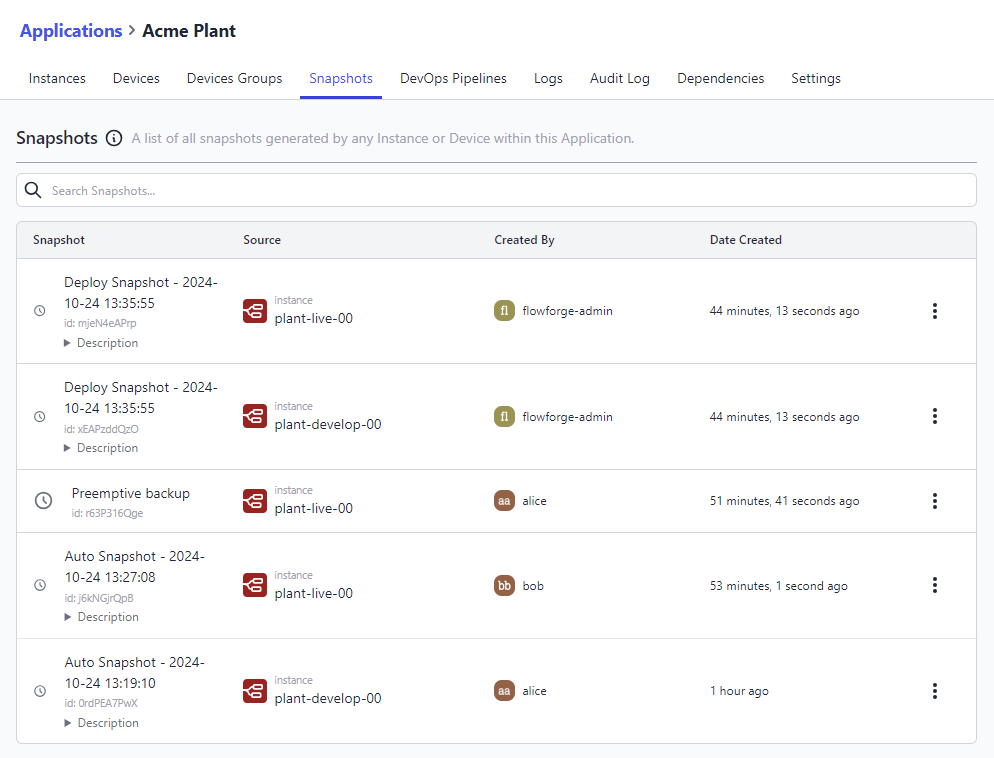 Applications > Acme Plant
Instances Devices Devices Groups Snapshots DevOps Pipelines Logs Audit Log Dependencies Settings
Snapshots A list of all snapshots generated by any Instance or Device within this Application.
Search Snapshots...
Snapshot Source Created By Date Created
Deploy Snapshot - 2024-
10-24 13:35:55
id: mjeN4eAPrp
Description
instance
plant-live-00
fl flowforge-admin
44 minutes, 13 seconds ago
Deploy Snapshot - 2024-
10-24 13:35:55
id: xEAPzddQzO
Description
instance
plant-develop-00
fl flowforge-admin
44 minutes, 13 seconds ago
Preemptive backup
id: r63P316Qge
instance
plant-live-00
aa alice
51 minutes, 41 seconds ago
Auto Snapshot - 2024-
10-24 13:27:08
id: j6kNGjrQpB
Description
instance
plant-live-00
bb bob
53 minutes, 1 second ago
Auto Snapshot - 2024-
10-24 13:19:10
id: 0rdPEA7PwX
Description
instance
plant-develop-00
aa alice
1 hour ago